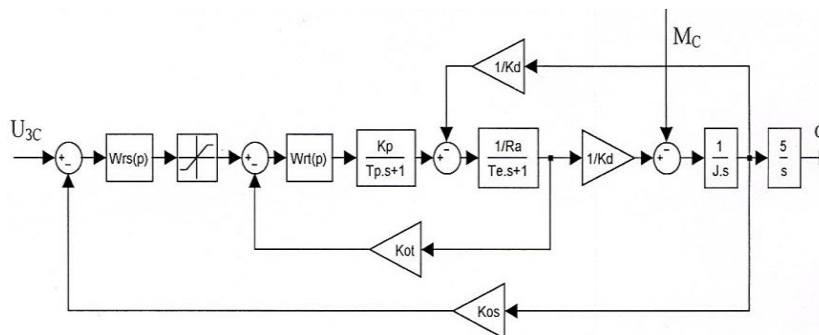 M_C
1/Kd
U_3C
Wrs(p)
Wrt(p)
Kp
Tp.s+1
1/Ra
Te.s+1
1/Kd
1
J.s
5
s
Kot
Kos